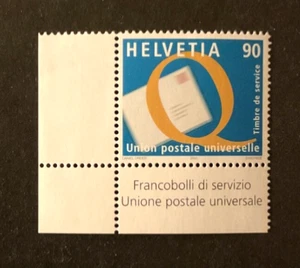 HELVETIA 90
Timbre de service
Union postale universelle
Francobolli di servizio
Unione postale universale